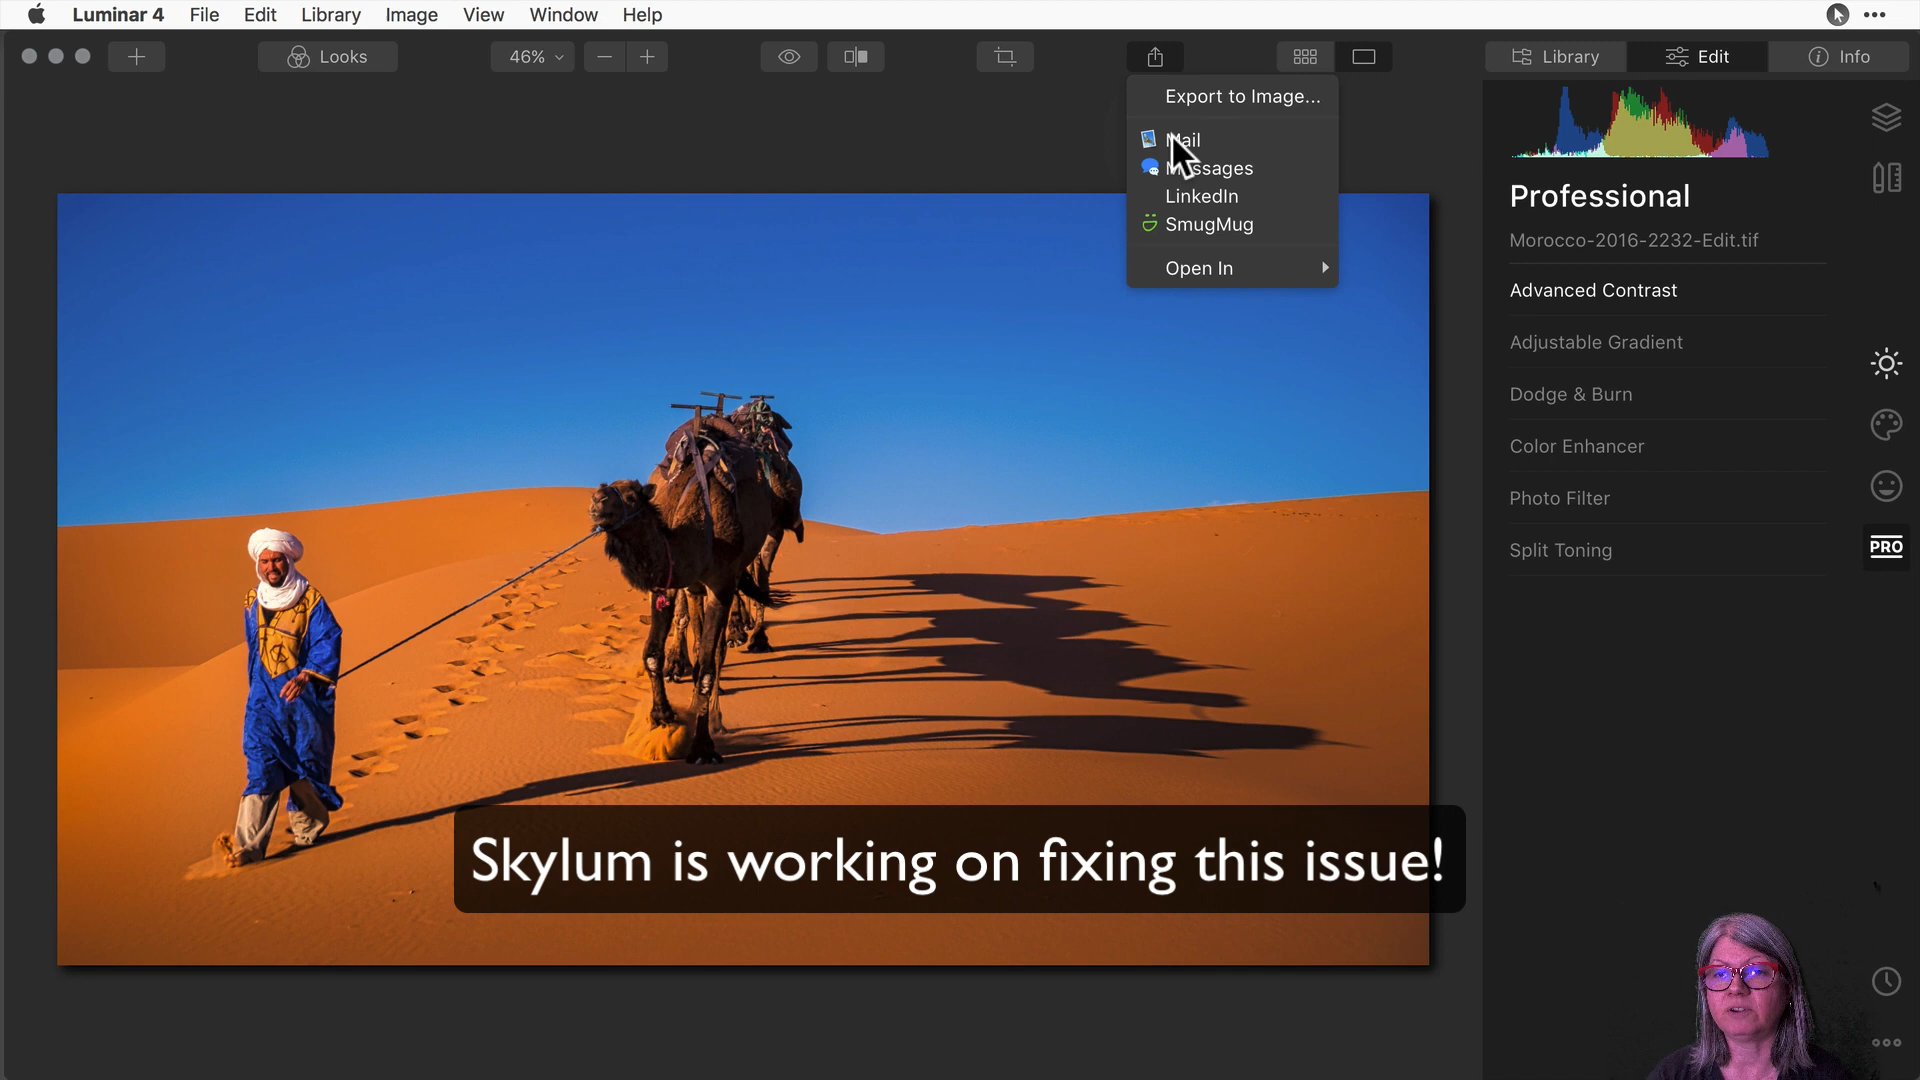 Luminar 4 File Edit Library Image View Window Help
Looks 46% Library Edit Info
Export to Image...
Mail
Messages
LinkedIn
SmugMug
Open In
Professional
Morocco-2016-2232-Edit.tif
Advanced Contrast
Adjustable Gradient
Dodge & Burn
Color Enhancer
Photo Filter
Split Toning
PRO
Skylum is working on fixing this issue!